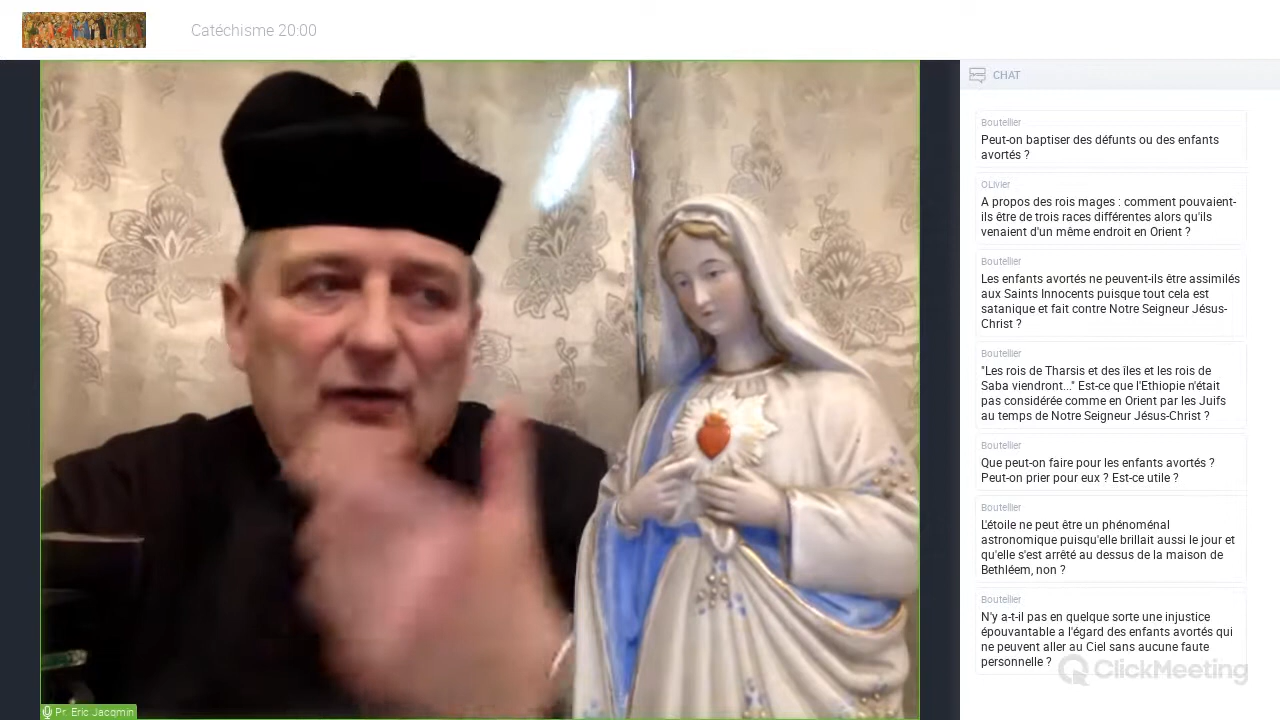 Catéchisme 20:00
CHAT
Boutellier
Peut-on baptiser des défunts ou des enfants
avortés ?
OLivier
A propos des rois mages : comment pouvaient-
ils être de trois races différentes alors qu'ils
venaient d'un même endroit en Orient ?
Boutellier
Les enfants avortés ne peuvent-ils être assimilés
aux Saints Innocents puisque tout cela est
satanique et fait contre Notre Seigneur Jésus-
Christ ?
Boutellier
"Les rois de Tharsis et des îles et les rois de
Saba viendront..." Est-ce que l'Ethiopie n'était
pas considérée comme en Orient par les Juifs
au temps de Notre Seigneur Jésus-Christ ?
Boutellier
Que peut-on faire pour les enfants avortés ?
Peut-on prier pour eux ? Est-ce utile ?
Boutellier
L'étoile ne peut être un phénoménal
astronomique puisqu'elle brillait aussi le jour et
qu'elle s'est arrêté au dessus de la maison de
Bethléem, non ?
Boutellier
N'y a-t-il pas en quelque sorte une injustice
épouvantable a l'égard des enfants avortés qui
ne peuvent aller au Ciel sans aucune faute
personnelle ?
ClickMeeting
Pr. Eric Jacqmin